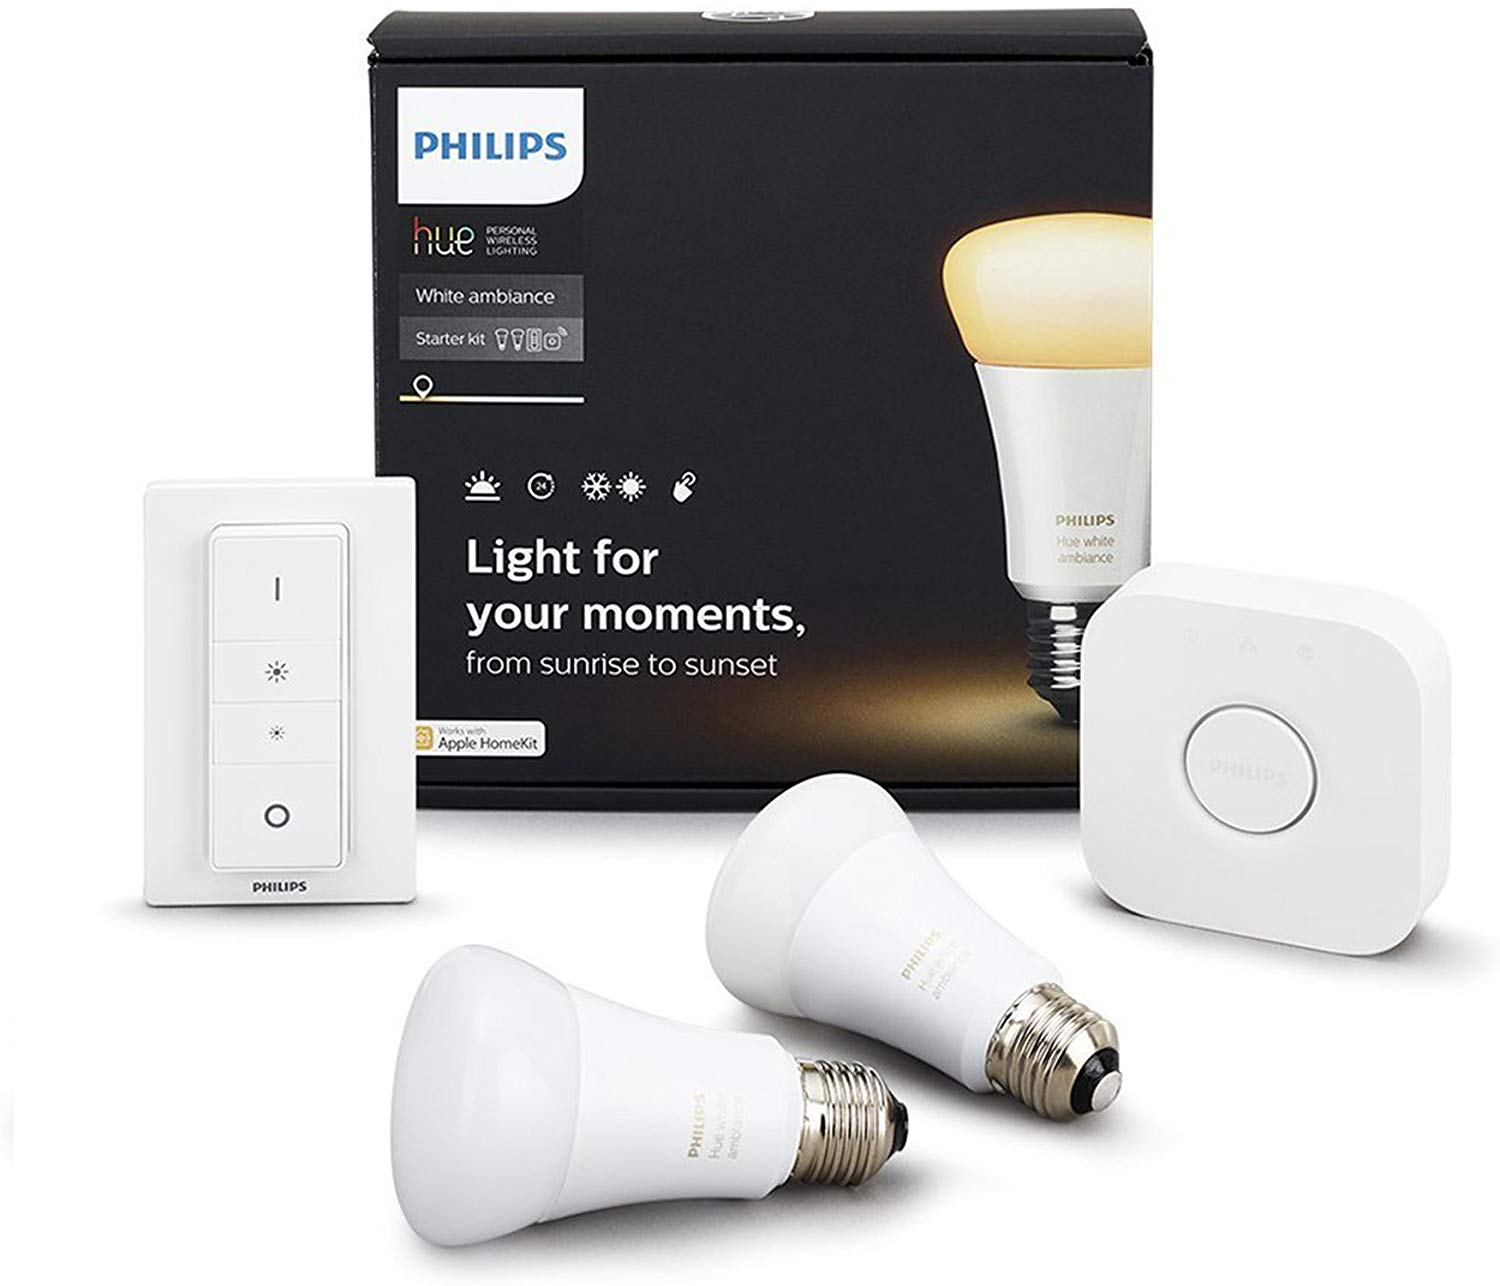 PHILIPS
hue PERSONAL
WIRELESS
LIGHTING
White ambiance
Starter kit
24
Light for
your moments,
from sunrise to sunset
Works with
Apple HomeKit
PHILIPS
Hue white
ambiance
PHILIPS
PHILIPS
PHILIPS
Hue white
ambiance
PHILIPS
Hue white
ambiance